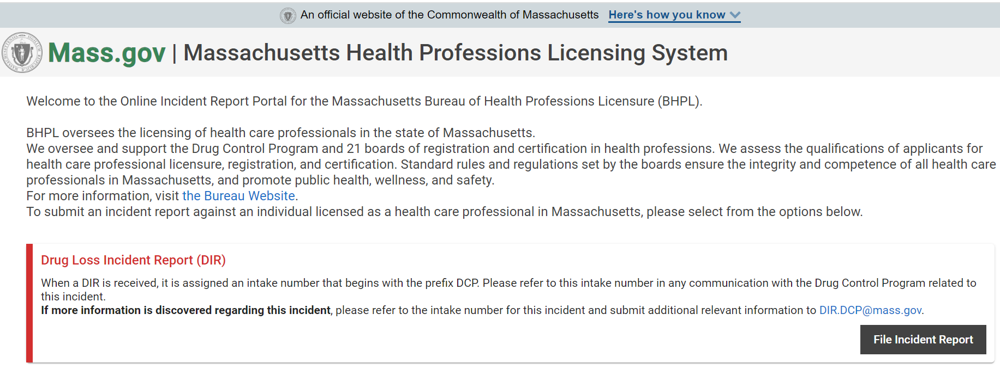 An official website of the Commonwealth of Massachusetts Here's how you know
Mass.gov | Massachusetts Health Professions Licensing System
Welcome to the Online Incident Report Portal for the Massachusetts Bureau of Health Professions Licensure (BHPL).
BHPL oversees the licensing of health care professionals in the state of Massachusetts.
We oversee and support the Drug Control Program and 21 boards of registration and certification in health professions. We assess the qualifications of applicants for
health care professional licensure, registration, and certification. Standard rules and regulations set by the boards ensure the integrity and competence of all health care
professionals in Massachusetts, and promote public health, wellness, and safety.
For more information, visit the Bureau Website.
To submit an incident report against an individual licensed as a health care professional in Massachusetts, please select from the options below.
Drug Loss Incident Report (DIR)
When a DIR is received, it is assigned an intake number that begins with the prefix DCP. Please refer to this intake number in any communication with the Drug Control Program related to
this incident.
If more information is discovered regarding this incident, please refer to the intake number for this incident and submit additional relevant information to DIR.DCP@mass.gov.
File Incident Report